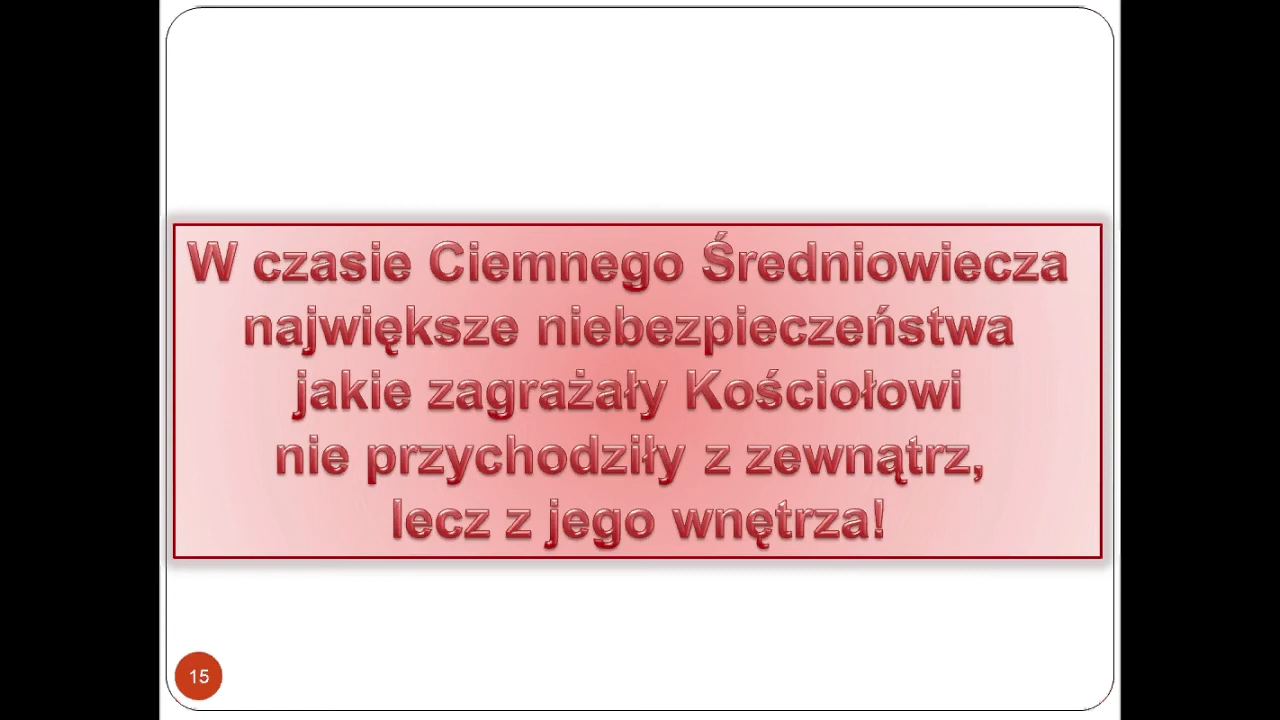 W czasie Ciemnego Średniowiecza
największe niebezpieczeństwa
jakie zagrażały Kościołowi
nie przychodziły z zewnątrz,
lecz z jego wnętrza!
15